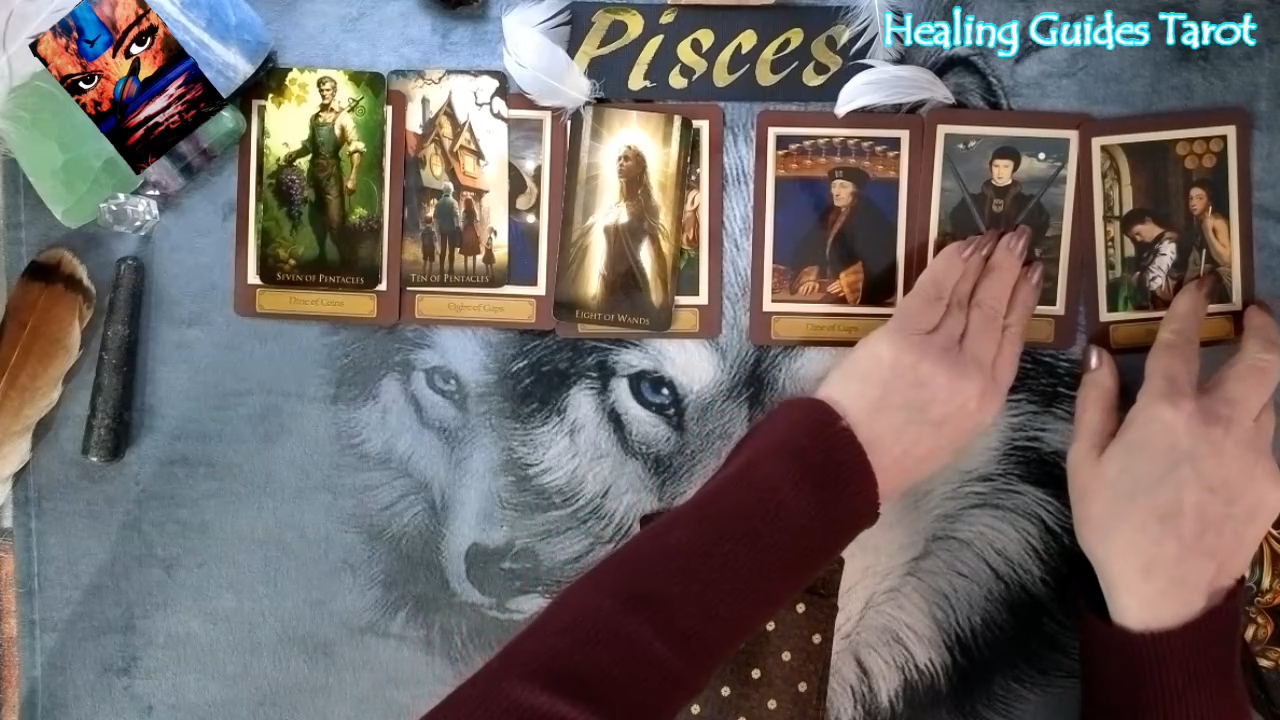 Pisces
Healing Guides Tarot
SEVEN OF PENTACLES
TEN OF PENTACLES
EIGHT OF WANDS
Nine of Coins
Eight of Cups
Nine of Cups